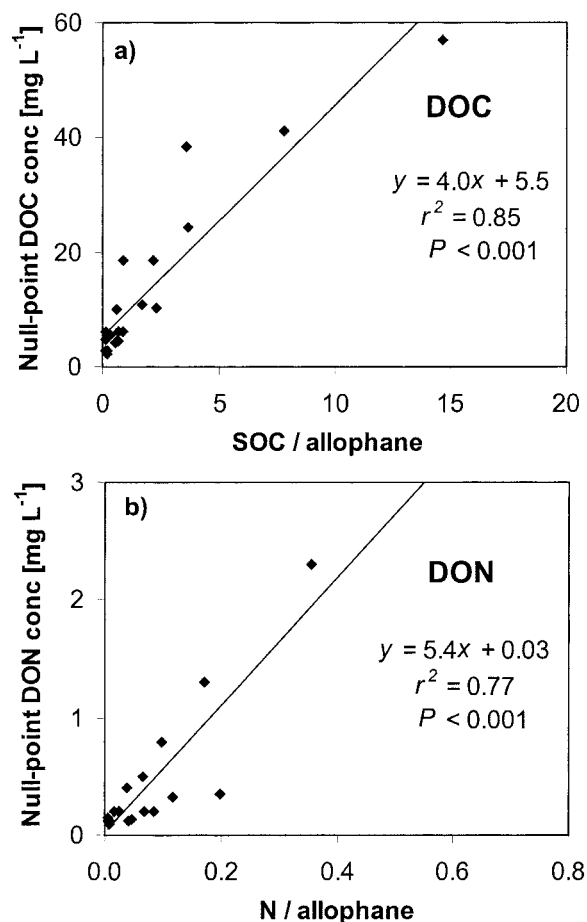 a)
DOC
y = 4.0x + 5.5
r² = 0.85
P < 0.001
Null-point DOC conc [mg L⁻¹]
60
40
20
0
0 5 10 15 20
SOC / allophane
b)
DON
y = 5.4x + 0.03
r² = 0.77
P < 0.001
Null-point DON conc [mg L⁻¹]
3
2
1
0
0.0 0.2 0.4 0.6 0.8
N / allophane